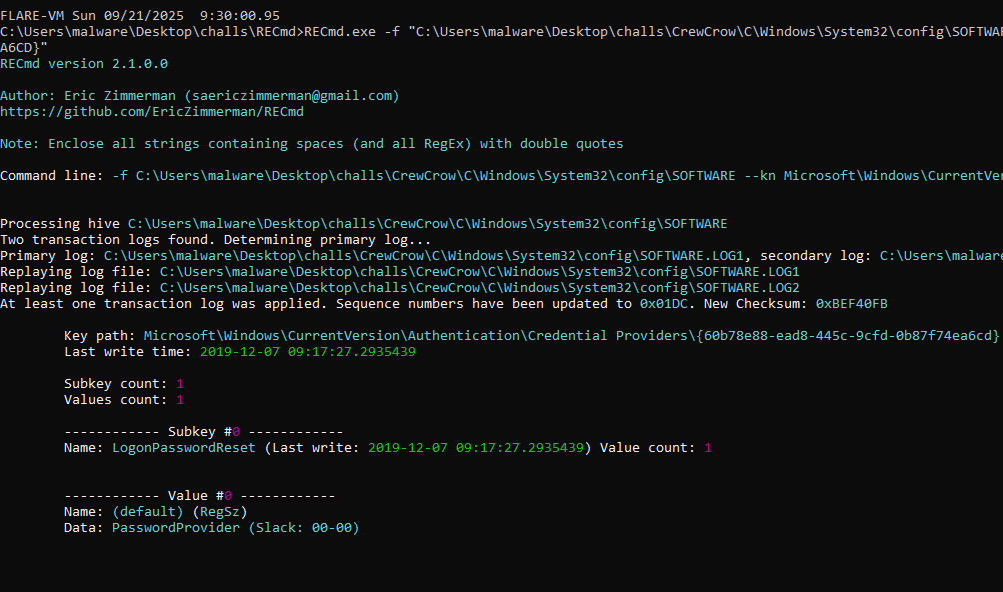 FLARE-VM Sun 09/21/2025  9:30:00.95
C:\Users\malware\Desktop\challs\RECmd>RECmd.exe -f "C:\Users\malware\Desktop\challs\CrewCrow\C\Windows\System32\config\SOFTWAR
A6CD}"
RECmd version 2.1.0.0
Author: Eric Zimmerman (saericzimmerman@gmail.com)
https://github.com/EricZimmerman/RECmd
Note: Enclose all strings containing spaces (and all RegEx) with double quotes
Command line: -f C:\Users\malware\Desktop\challs\CrewCrow\C\Windows\System32\config\SOFTWARE --kn Microsoft\Windows\CurrentVer
Processing hive C:\Users\malware\Desktop\challs\CrewCrow\C\Windows\System32\config\SOFTWARE
Two transaction logs found. Determining primary log...
Primary log: C:\Users\malware\Desktop\challs\CrewCrow\C\Windows\System32\config\SOFTWARE.LOG1, secondary log: C:\Users\malware
Replaying log file: C:\Users\malware\Desktop\challs\CrewCrow\C\Windows\System32\config\SOFTWARE.LOG1
Replaying log file: C:\Users\malware\Desktop\challs\CrewCrow\C\Windows\System32\config\SOFTWARE.LOG2
At least one transaction log was applied. Sequence numbers have been updated to 0x01DC. New Checksum: 0xBEF40FB
Key path: Microsoft\Windows\CurrentVersion\Authentication\Credential Providers\{60b78e88-ead8-445c-9cfd-0b87f74ea6cd}
Last write time: 2019-12-07 09:17:27.2935439
Subkey count: 1
Values count: 1
------------ Subkey #0 ------------
Name: LogonPasswordReset (Last write: 2019-12-07 09:17:27.2935439) Value count: 1
------------ Value #0 ------------
Name: (default) (RegSz)
Data: PasswordProvider (Slack: 00-00)